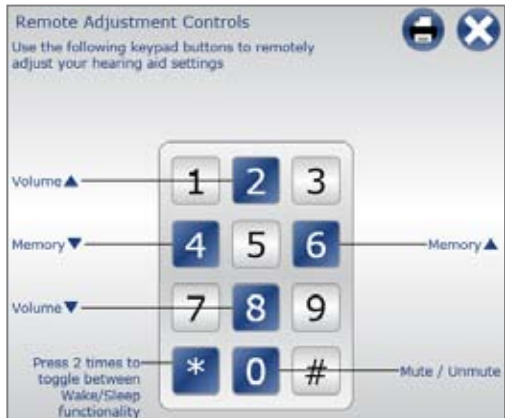 Remote Adjustment Controls
Use the following keypad buttons to remotely
adjust your hearing aid settings
Volume ▲
1 2 3
Memory ▼
4 5 6
Memory ▲
Volume ▼
7 8 9
Press 2 times to
toggle between
Wake/Sleep
functionality
* 0 #
Mute / Unmute